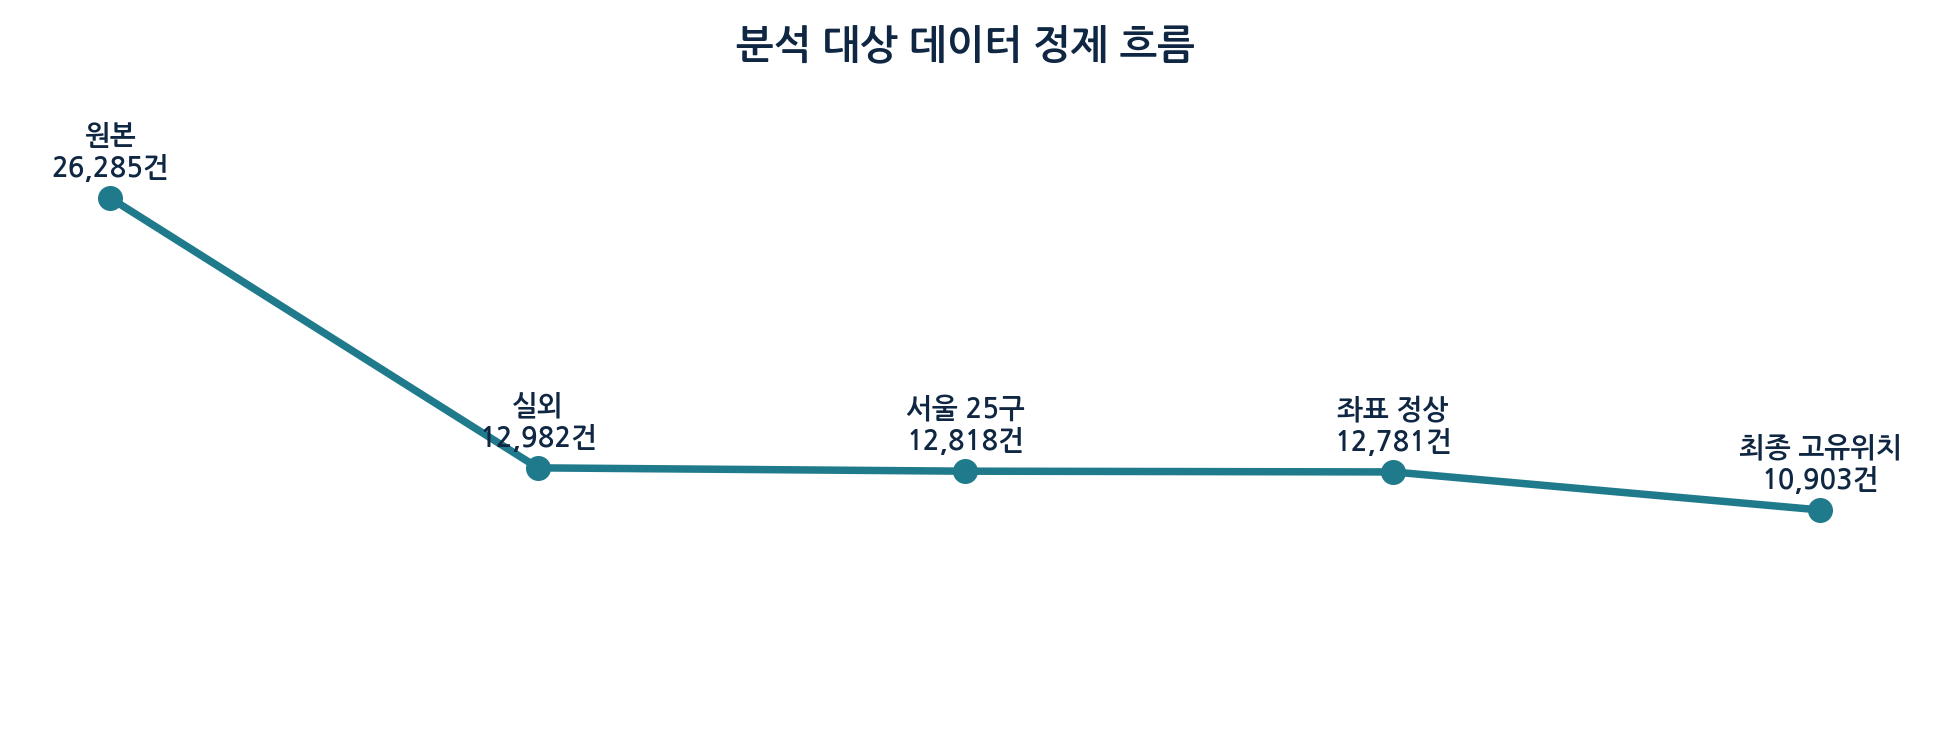 분석 대상 데이터 정제 흐름
원본
26,285건
실외
12,982건
서울 25구
12,818건
좌표 정상
12,781건
최종 고유위치
10,903건